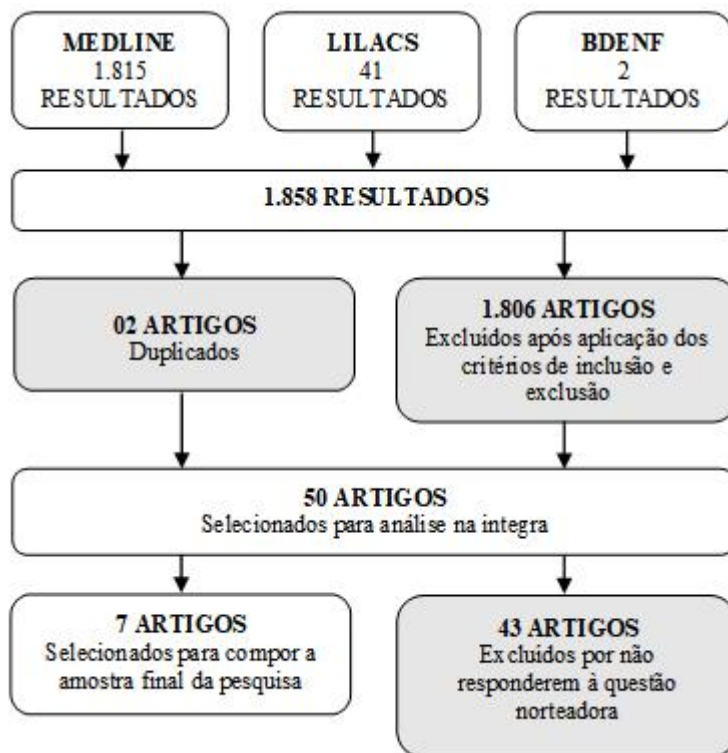 MEDLINE
1.815
RESULTADOS
LILACS
41
RESULTADOS
BDENF
2
RESULTADOS
1.858 RESULTADOS
02 ARTIGOS
Duplicados
1.806 ARTIGOS
Excluídos após aplicação dos
critérios de inclusão e
exclusão
50 ARTIGOS
Selecionados para análise na integra
7 ARTIGOS
Selecionados para compor a
amostra final da pesquisa
43 ARTIGOS
Excluídos por não
responderem à questão
norteadora